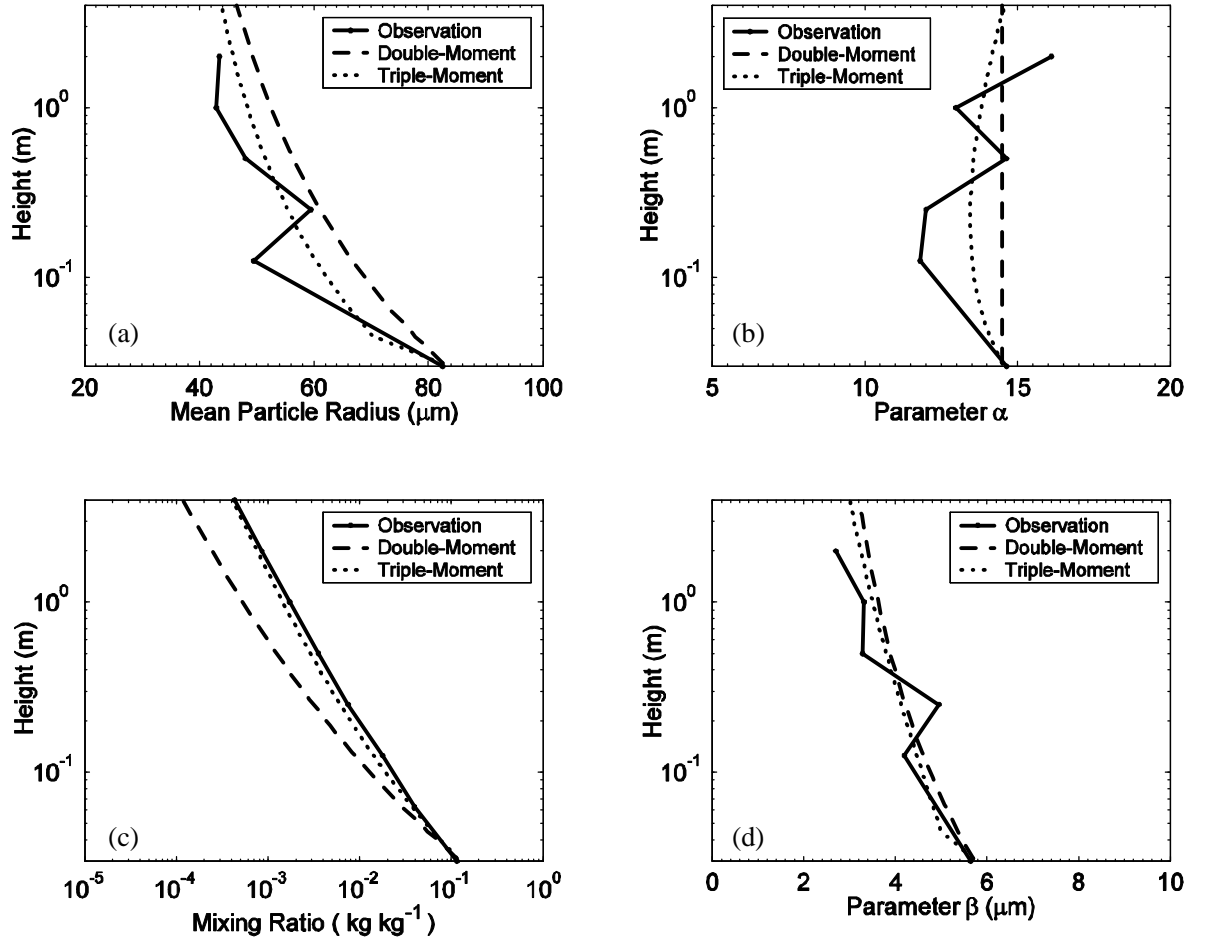 Observation
Double-Moment
Triple-Moment
10^0
10^-1
Height (m)
(a)
20 40 60 80 100
Mean Particle Radius (μm)
Observation
Double-Moment
Triple-Moment
10^0
10^-1
Height (m)
(b)
5 10 15 20
Parameter α
Observation
Double-Moment
Triple-Moment
10^0
10^-1
Height (m)
(c)
10^-5 10^-4 10^-3 10^-2 10^-1 10^0
Mixing Ratio ( kg kg^-1)
Observation
Double-Moment
Triple-Moment
10^0
10^-1
Height (m)
(d)
0 2 4 6 8 10
Parameter β (μm)